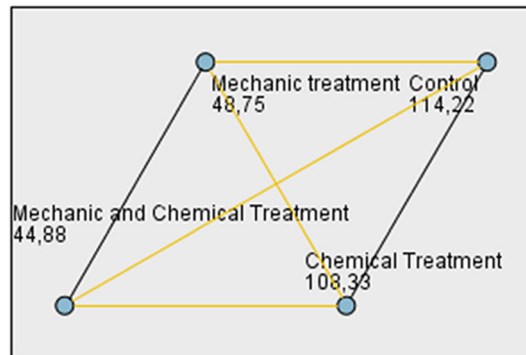 Mechanic treatment
48,75
Control
114,22
Mechanic and Chemical Treatment
44,88
Chemical Treatment
108,33